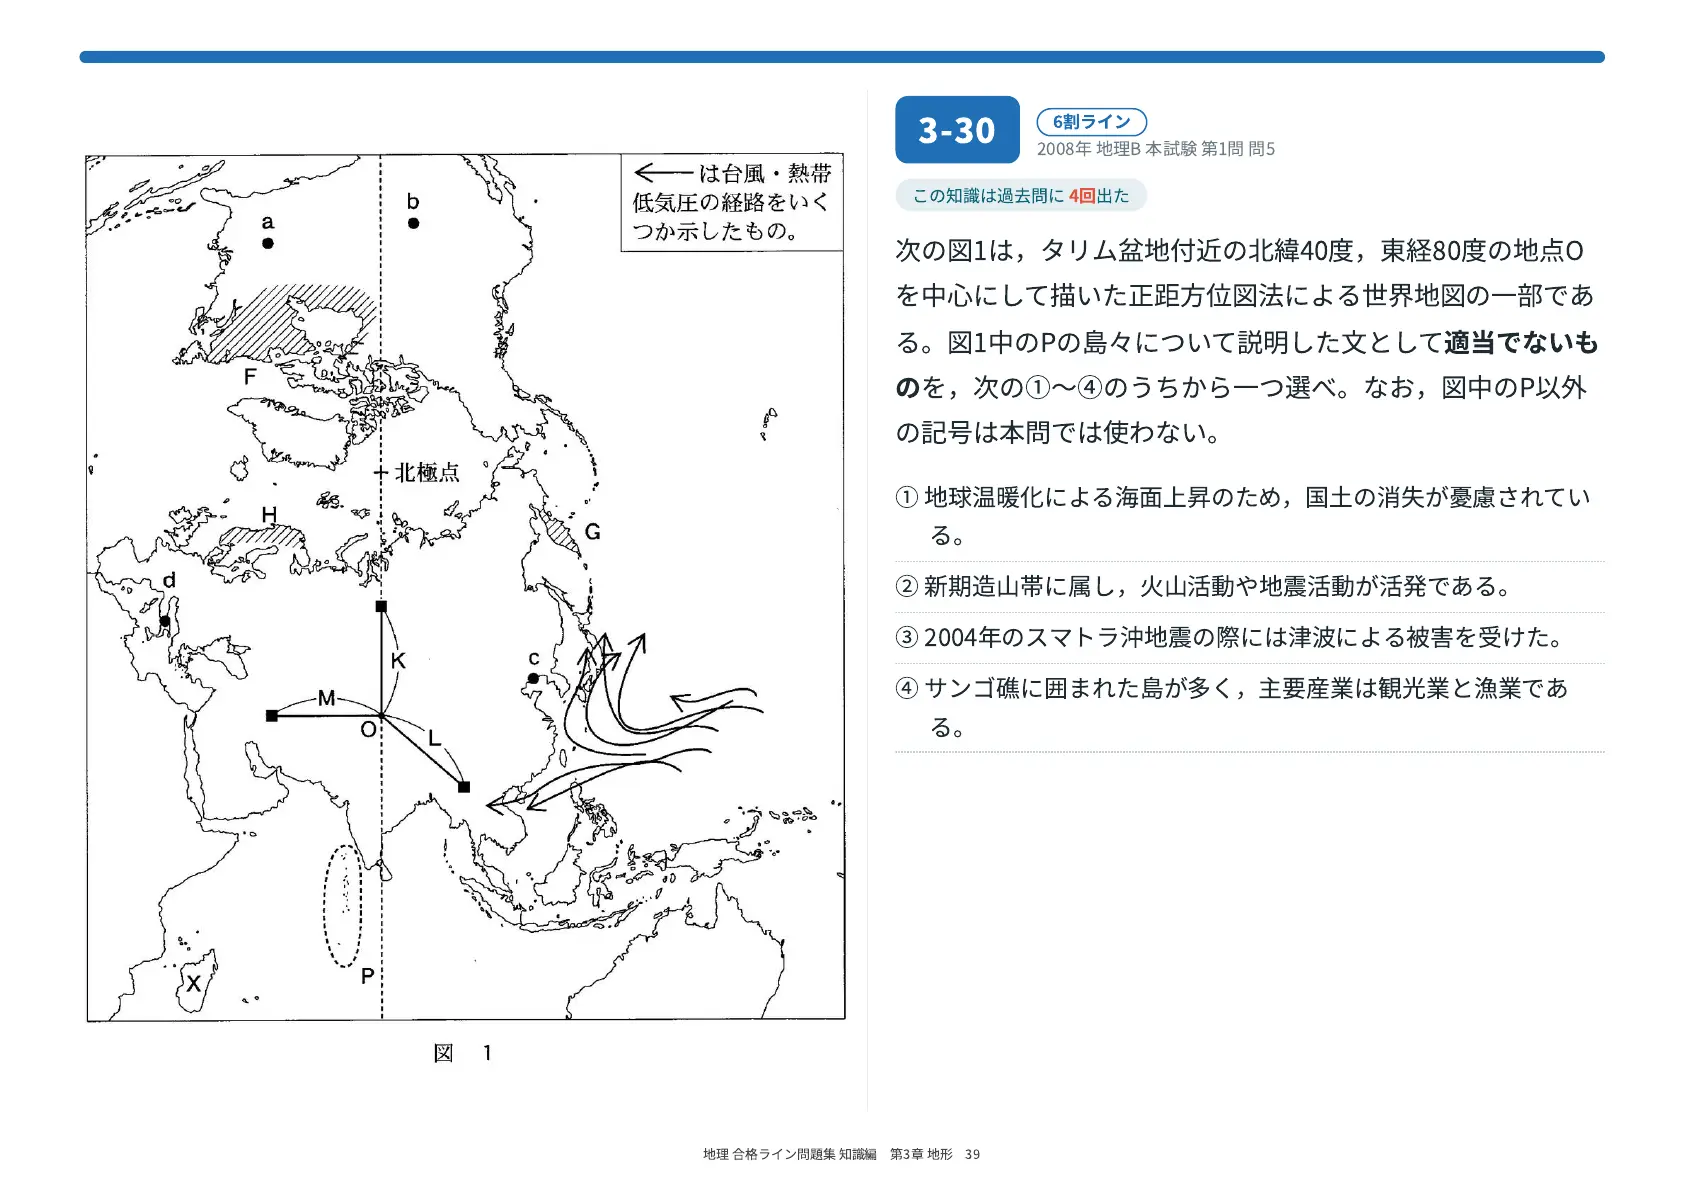 3-30
6割ライン
2008年 地理B 本試験 第1問 問5
この知識は過去問に 4回出た
次の図1は，タリム盆地付近の北緯40度，東経80度の地点O
を中心にして描いた正距方位図法による世界地図の一部であ
る。図1中のPの島々について説明した文として適当でないも
のを，次の①～④のうちから一つ選べ。なお，図中のP以外
の記号は本問では使わない。
① 地球温暖化による海面上昇のため，国土の消失が憂慮されてい
る。
② 新期造山帯に属し，火山活動や地震活動が活発である。
③ 2004年のスマトラ沖地震の際には津波による被害を受けた。
④ サンゴ礁に囲まれた島が多く，主要産業は観光業と漁業であ
る。
は台風・熱帯
低気圧の経路をいく
つか示したもの。
b
a
F
北極点
H
G
d
K
c
M
O
L
P
X
図 1
地理 合格ライン問題集 知識編 第3章 地形 39